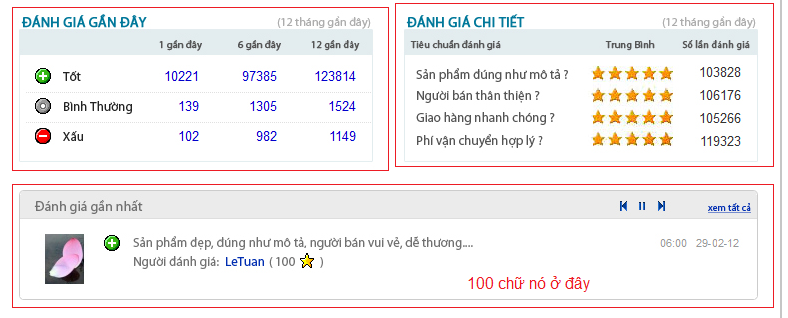 ĐÁNH GIÁ GẦN ĐÂY (12 tháng gần đây)
1 gần đây 6 gần đây 12 gần đây
Tốt 10221 97385 123814
Bình Thường 139 1305 1524
Xấu 102 982 1149
ĐÁNH GIÁ CHI TIẾT (12 tháng gần đây)
Tiêu chuẩn đánh giá Trung Bình Số lần đánh giá
Sản phẩm đúng như mô tả ? 103828
Người bán thân thiện ? 106176
Giao hàng nhanh chóng ? 105266
Phí vận chuyển hợp lý ? 119323
Đánh giá gần nhất xem tất cả
Sản phẩm đẹp, đúng như mô tả, người bán vui vẻ, dễ thương.... 06:00 29-02-12
Người đánh giá: LeTuan ( 100 )
100 chữ nó ở đây